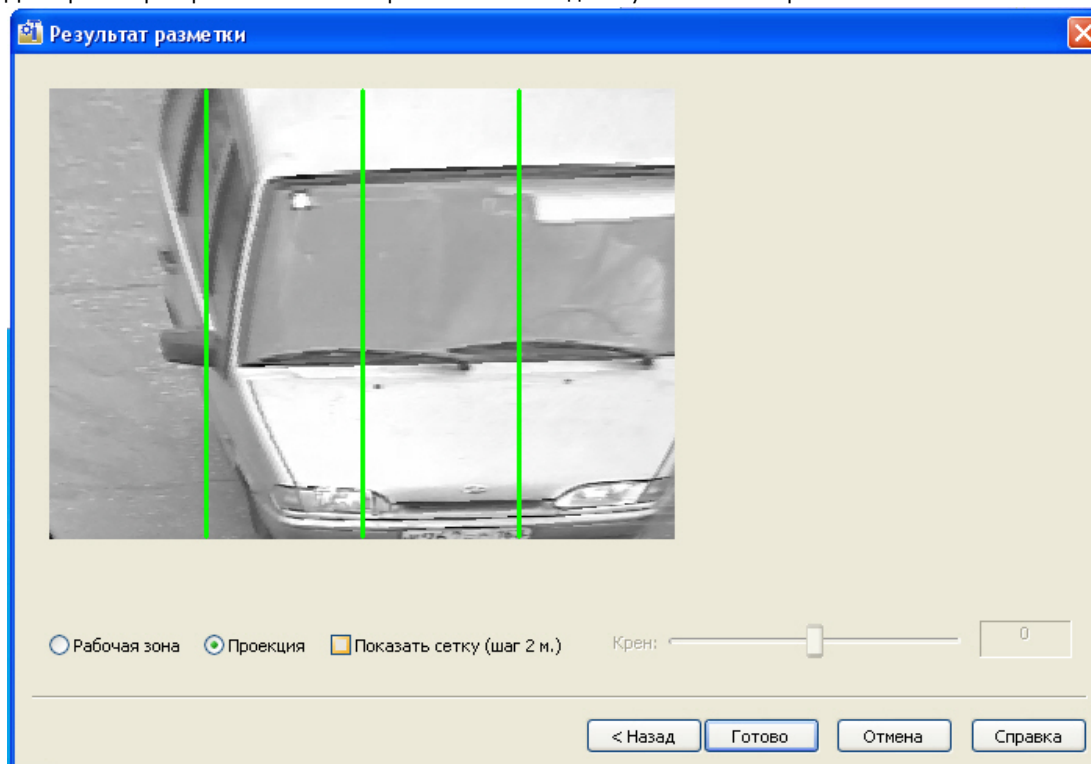 Результат разметки
Рабочая зона Проекция Показать сетку (шаг 2 м.) Крен: 0
< Назад Готово Отмена Справка